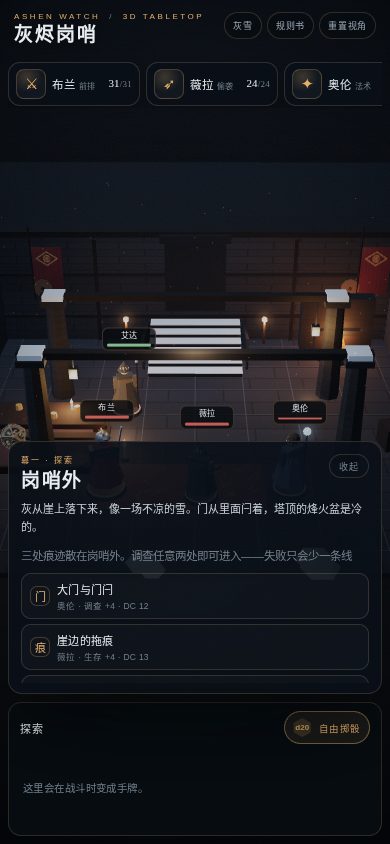 ASHEN WATCH / 3D TABLETOP
灰烬岗哨
灰雪
规则书
重置视角
布兰 前排 31/31
薇拉 偷袭 24/24
奥伦 法术
艾达
布兰
薇拉
奥伦
幕一 · 探索
岗哨外
收起
灰从崖上落下来，像一场不凉的雪。门从里面闩着，塔顶的烽火盆是冷的。
三处痕迹散在岗哨外。调查任意两处即可进入——失败只会少一条线
门 大门与门闩
奥伦 · 调查 +4 · DC 12
痕 崖边的拖痕
薇拉 · 生存 +4 · DC 13
探索
d20 自由掷骰
这里会在战斗时变成手牌。